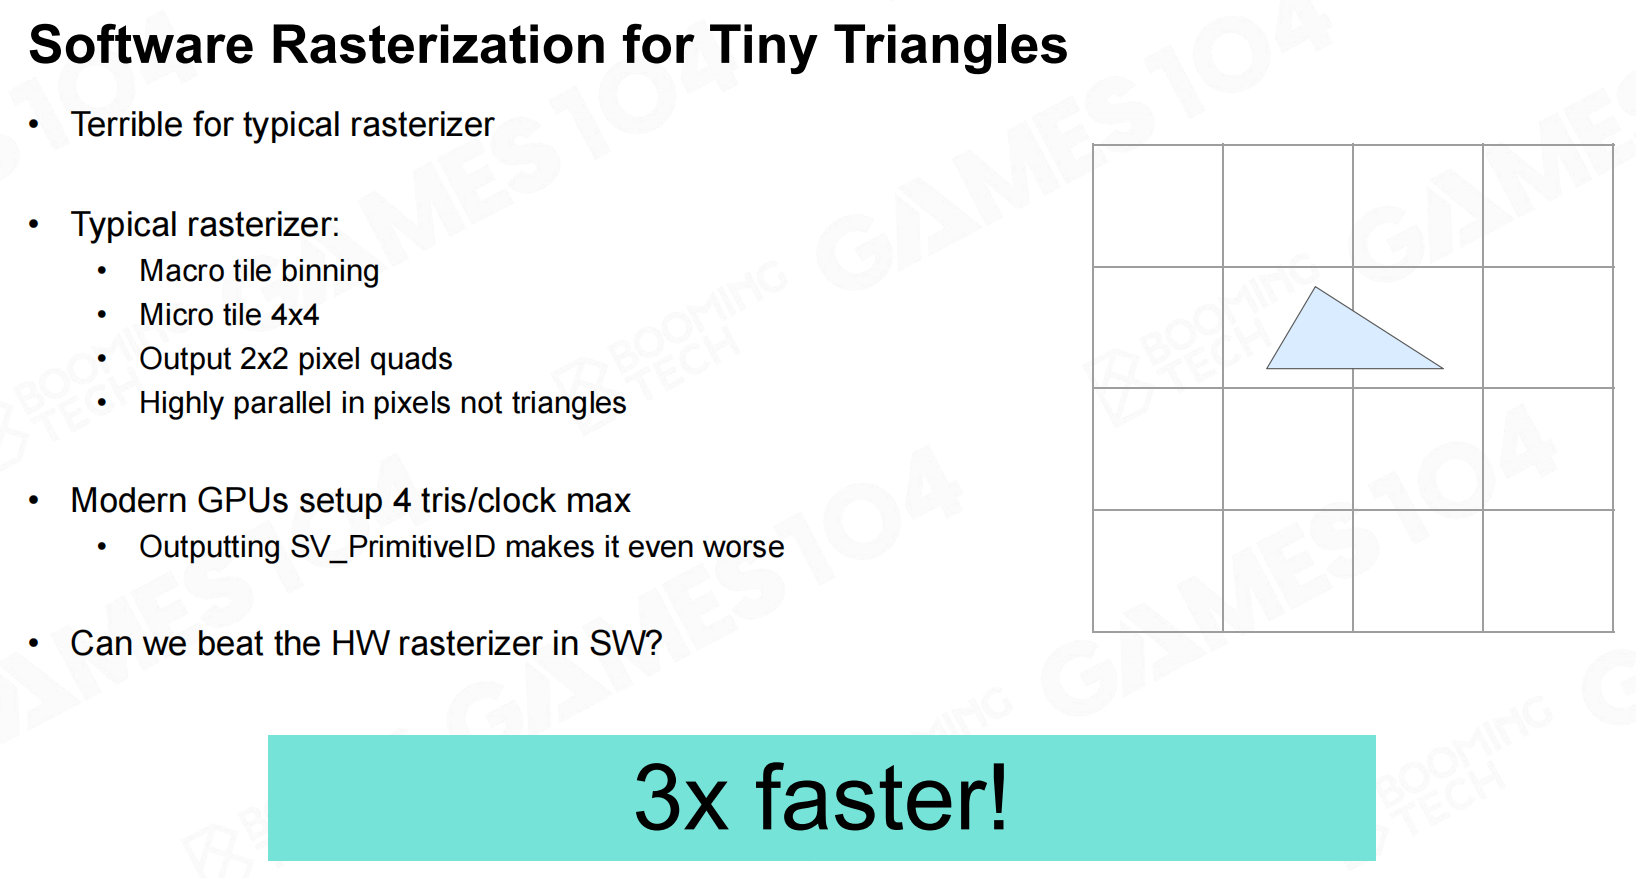 Software Rasterization for Tiny Triangles
• Terrible for typical rasterizer
• Typical rasterizer:
• Macro tile binning
• Micro tile 4x4
• Output 2x2 pixel quads
• Highly parallel in pixels not triangles
• Modern GPUs setup 4 tris/clock max
• Outputting SV_PrimitiveID makes it even worse
• Can we beat the HW rasterizer in SW?
3x faster!
GAMES104
BOOMING
TECH